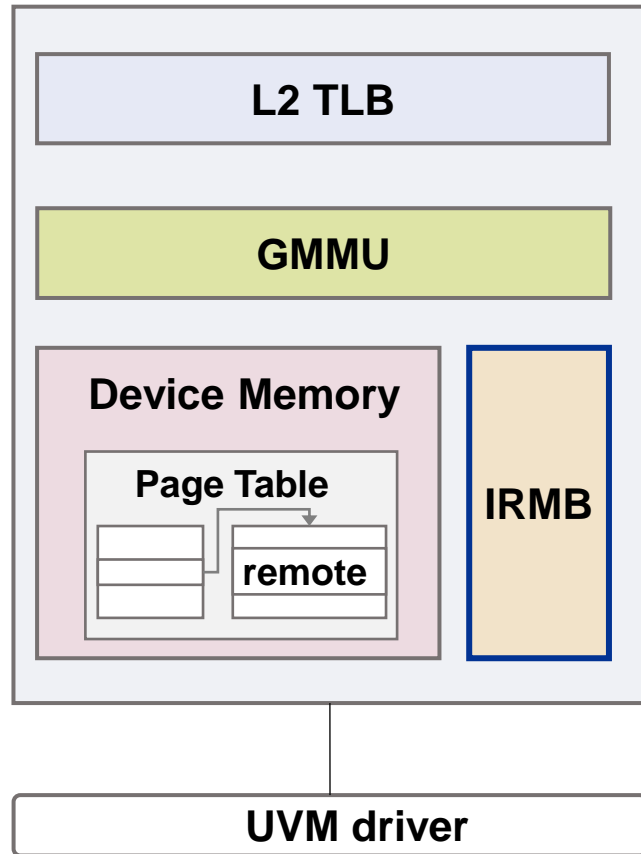 L2 TLB
GMMU
Device Memory
Page Table
remote
IRMB
UVM driver